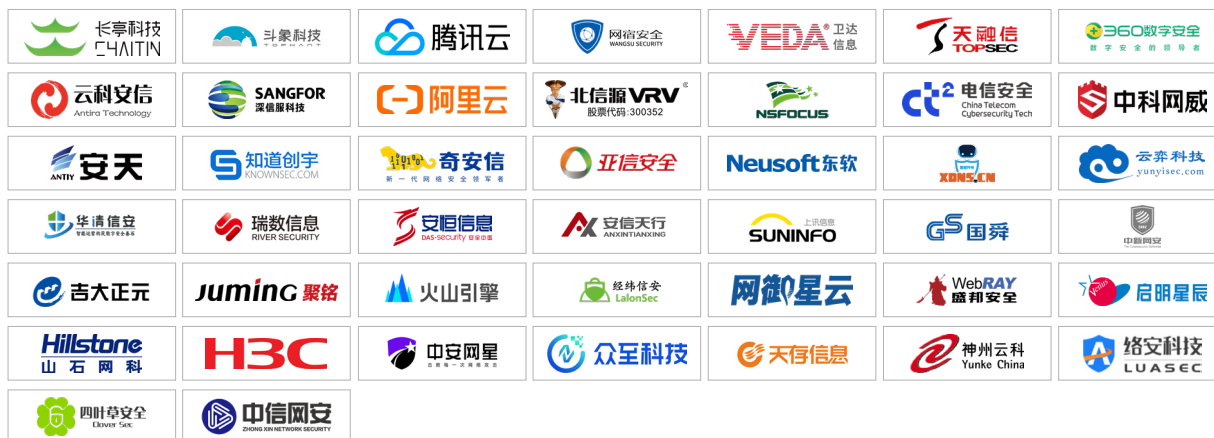 长亭科技
CHAITIN
斗象科技
TOPHANT
腾讯云
网宿安全
WANGSU SECURITY
VEDA®卫达信息
天融信
TOPSEC
360数字安全
数字安全的领导者
云科安信
Antira Technology
SANGFOR
深信服科技
阿里云
北信源VRV
股票代码:300352
NSFOCUS
ct2 电信安全
China Telecom
Cybersecurity Tech
中科网威
ANTIY 安天
知道创宇
KNOWNSEC.COM
奇安信
新一代网络安全领军者
亚信安全
Neusoft东软
XDNS.CN
云弈科技
yunyisec.com
华清信安
瑞数信息
RIVER SECURITY
安恒信息
DAS-security 安全中国
安信天行
ANXINTIANXING
上讯信息
SUNINFO
GS国舜
中新网安
吉大正元
JUMING 聚铭
火山引擎
经纬信安
LalonSec
网御星云
WebRAY
盛邦安全
Venus
启明星辰
Hillstone
山石网科
H3C
中安网星
众至科技
天存信息
神州云科
Yunke China
络安科技
LUASEC
四叶草安全
Clover Sec
中信网安
ZHONG XIN NETWORK SECURITY